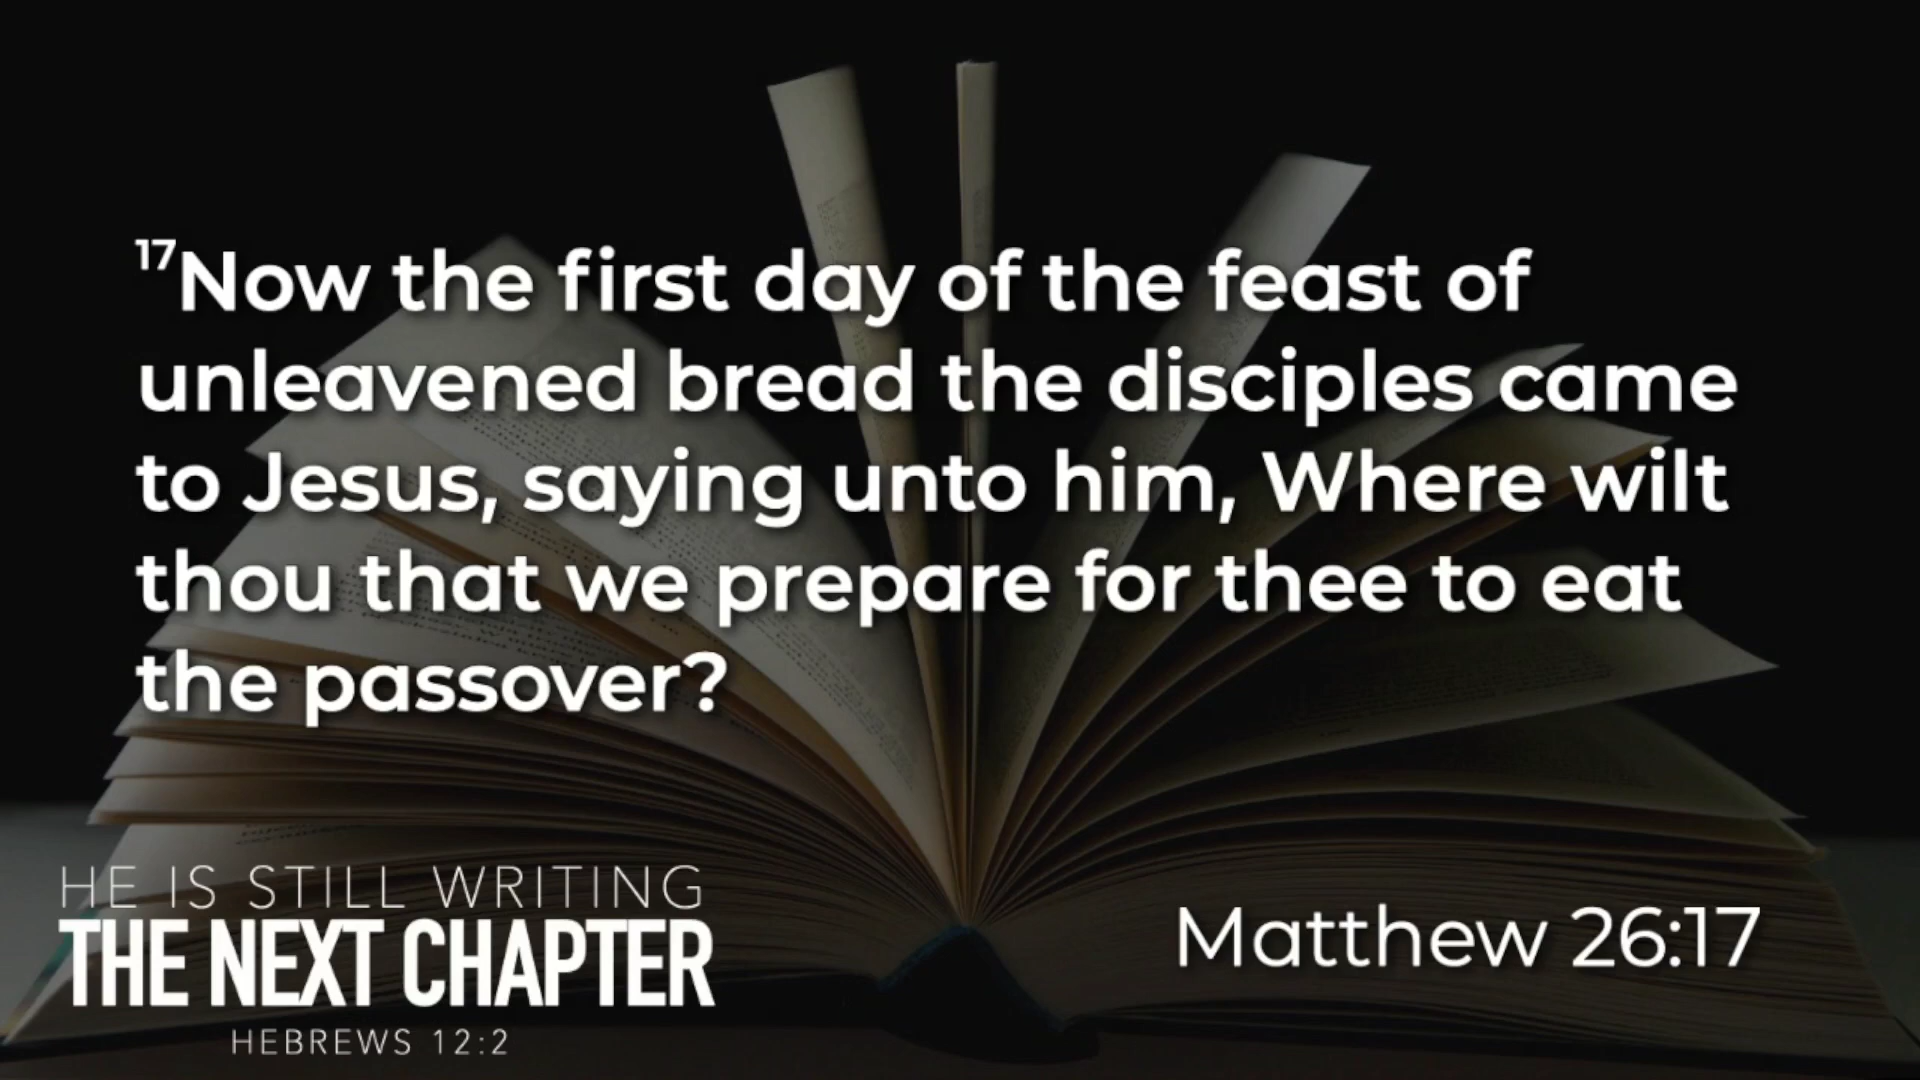 17Now the first day of the feast of
unleavened bread the disciples came
to Jesus, saying unto him, Where wilt
thou that we prepare for thee to eat
the passover?
HE IS STILL WRITING
THE NEXT CHAPTER
HEBREWS 12:2
Matthew 26:17